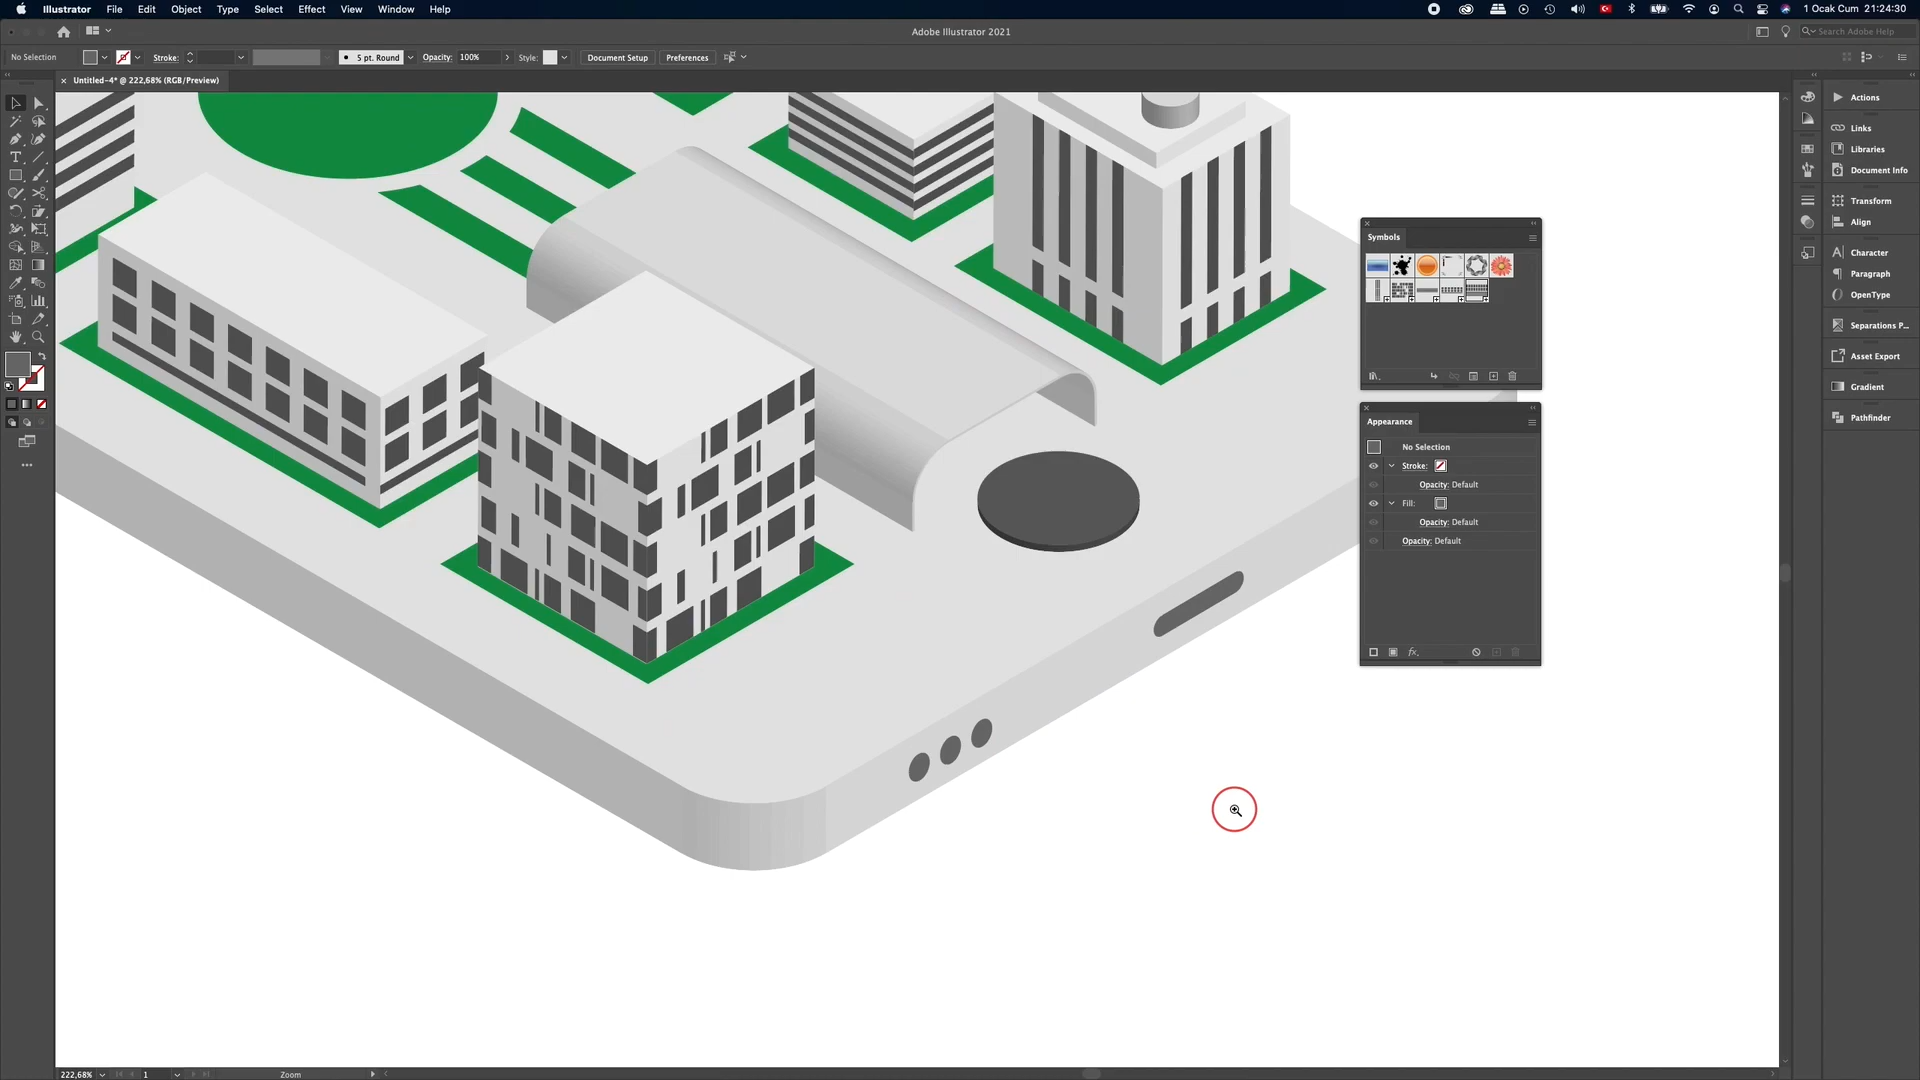 Illustrator File Edit Object Type Select Effect View Window Help
1 Ocak Cum 21:24:30
Adobe Illustrator 2021
Search Adobe Help
No Selection
Stroke:
5 pt. Round
Opacity: 100%
Style:
Document Setup
Preferences
Untitled-4* @ 222,68% (RGB/Preview)
Symbols
Appearance
No Selection
Stroke:
Opacity: Default
Fill:
Opacity: Default
Opacity: Default
Actions
Links
Libraries
Document Info
Transform
Align
Character
Paragraph
OpenType
Separations P...
Asset Export
Gradient
Pathfinder
222,68%
1
Zoom